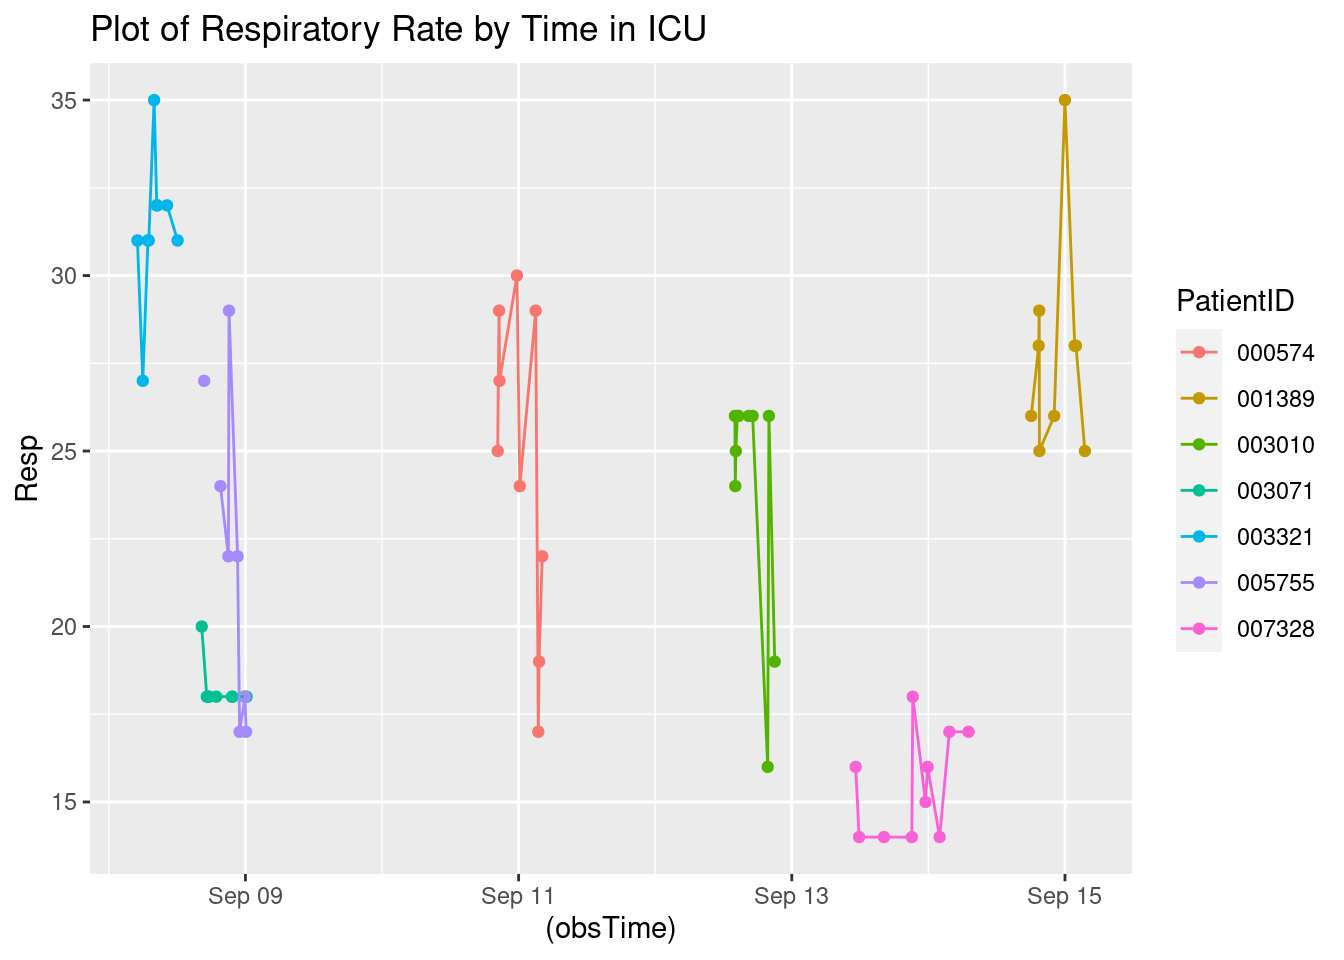 Plot of Respiratory Rate by Time in ICU
Resp
35
30
25
20
15
Sep 09
Sep 11
Sep 13
Sep 15
(obsTime)
PatientID
000574
001389
003010
003071
003321
005755
007328